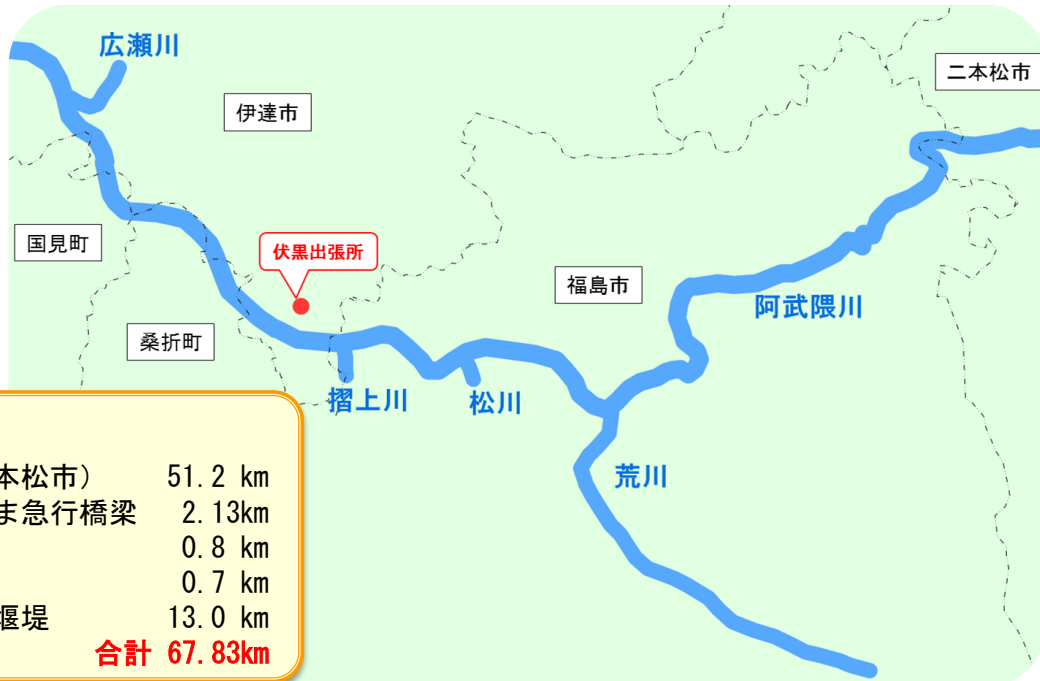 広瀬川
二本松市
伊達市
国見町
伏黒出張所
福島市
阿武隈川
桑折町
摺上川
松川
荒川
本松市） 51.2 km
ま急行橋梁 2.13km
0.8 km
0.7 km
堰堤 13.0 km
合計 67.83km